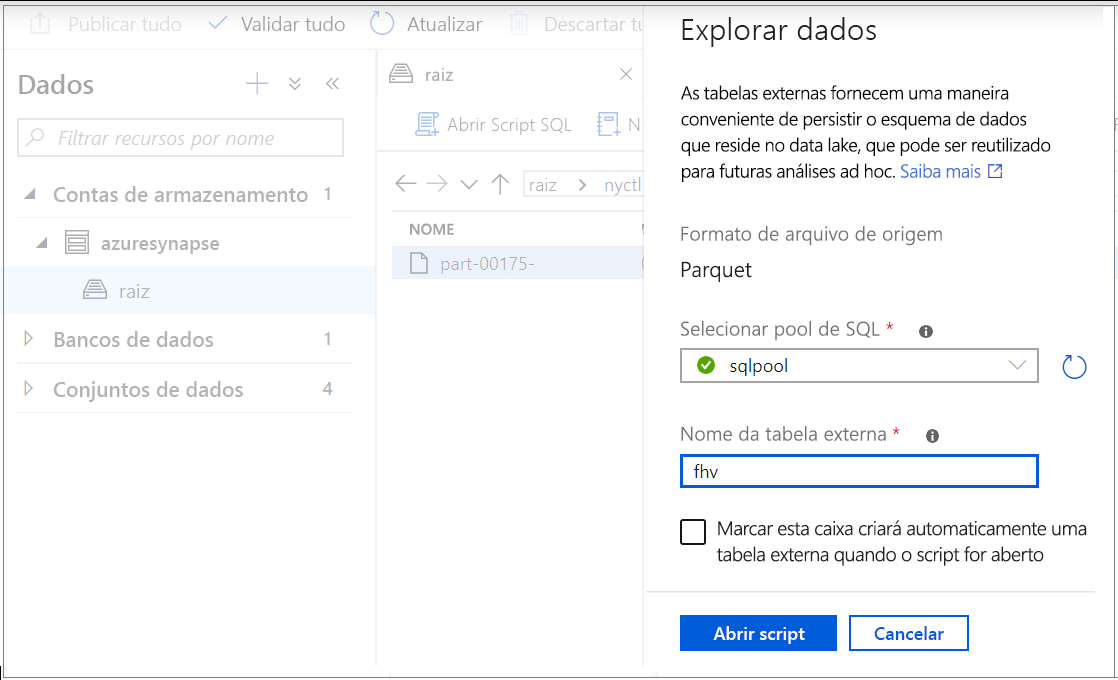 Publicar tudo
Validar tudo
Atualizar
Descartar tu
Dados
Filtrar recursos por nome
Contas de armazenamento 1
azuresynapse
raiz
Bancos de dados 1
Conjuntos de dados 4
raiz
Abrir Script SQL
N
raiz > nyctl
NOME
part-00175-
Explorar dados
As tabelas externas fornecem uma maneira
conveniente de persistir o esquema de dados
que reside no data lake, que pode ser reutilizado
para futuras análises ad hoc. Saiba mais
Formato de arquivo de origem
Parquet
Selecionar pool de SQL *
sqlpool
Nome da tabela externa *
fhv
Marcar esta caixa criará automaticamente uma
tabela externa quando o script for aberto
Abrir script
Cancelar